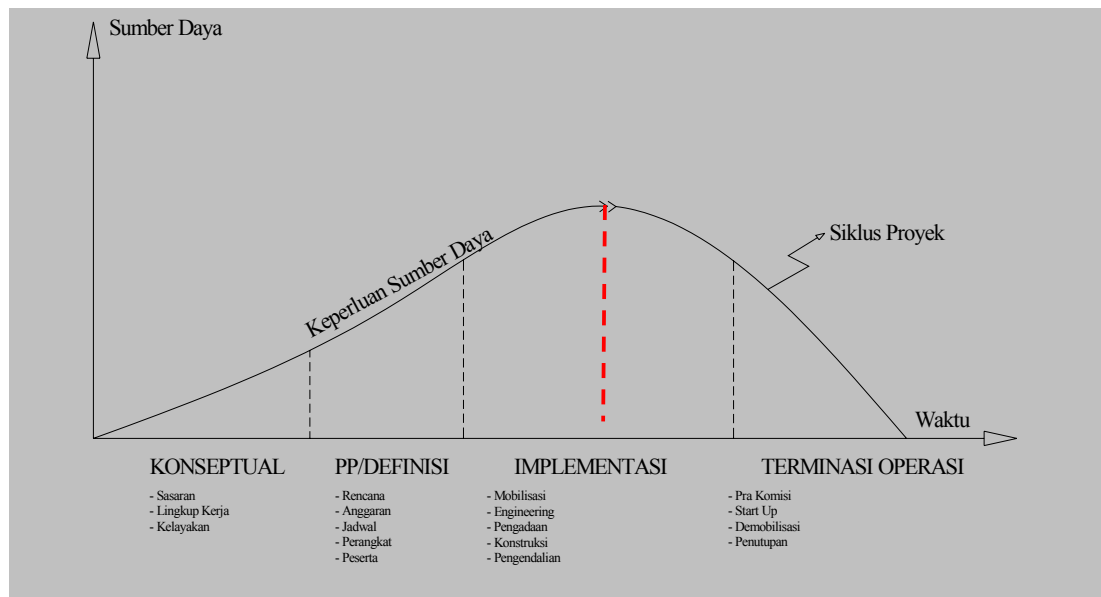 Sumber Daya
Keperluan Sumber Daya
Siklus Proyek
Waktu
KONSEPTUAL
- Sasaran
- Lingkup Kerja
- Kelayakan
PP/DEFINISI
- Rencana
- Anggaran
- Jadwal
- Perangkat
- Peserta
IMPLEMENTASI
- Mobilisasi
- Engineering
- Pengadaan
- Konstruksi
- Pengendalian
TERMINASI OPERASI
- Pra Komisi
- Start Up
- Demobilisasi
- Penutupan